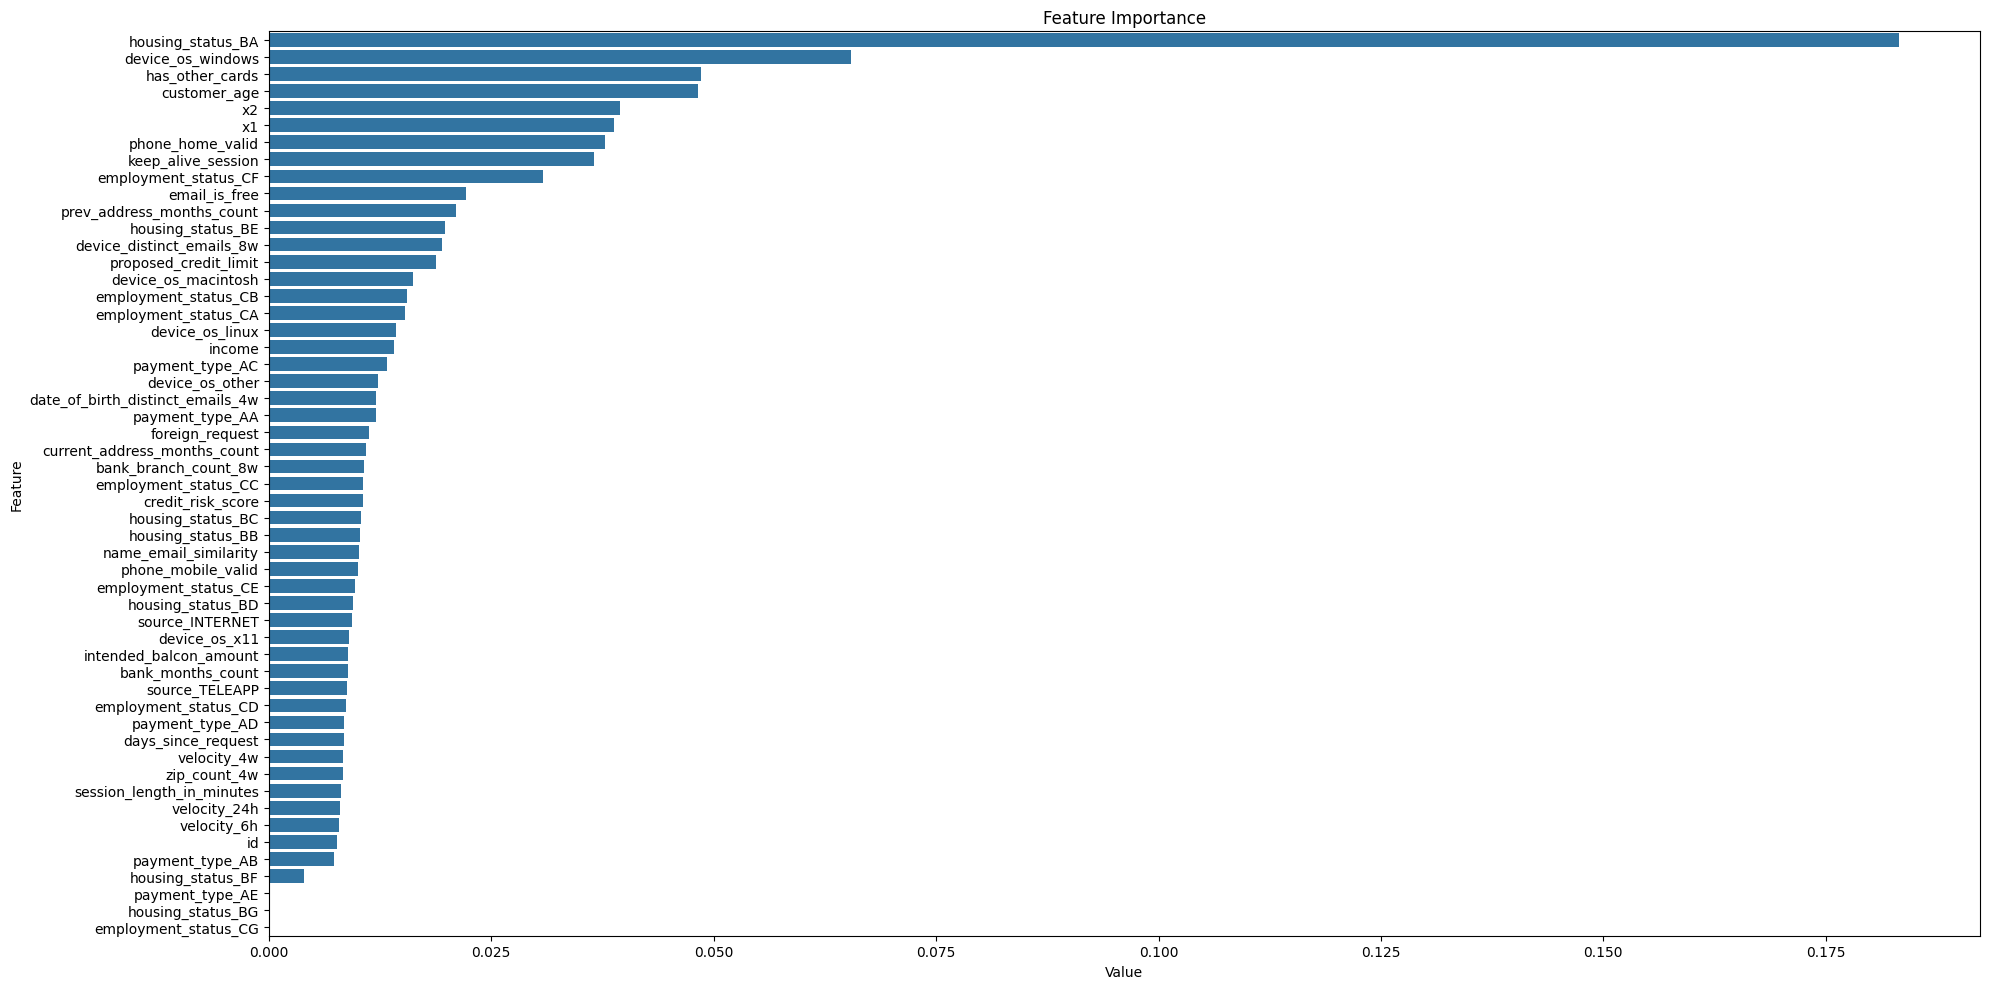 Feature Importance
housing_status_BA
device_os_windows
has_other_cards
customer_age
x2
x1
phone_home_valid
keep_alive_session
employment_status_CF
email_is_free
prev_address_months_count
housing_status_BE
device_distinct_emails_8w
proposed_credit_limit
device_os_macintosh
employment_status_CB
employment_status_CA
device_os_linux
income
payment_type_AC
device_os_other
date_of_birth_distinct_emails_4w
payment_type_AA
foreign_request
current_address_months_count
bank_branch_count_8w
employment_status_CC
credit_risk_score
housing_status_BC
housing_status_BB
name_email_similarity
phone_mobile_valid
employment_status_CE
housing_status_BD
source_INTERNET
device_os_x11
intended_balcon_amount
bank_months_count
source_TELEAPP
employment_status_CD
payment_type_AD
days_since_request
velocity_4w
zip_count_4w
session_length_in_minutes
velocity_24h
velocity_6h
id
payment_type_AB
housing_status_BF
payment_type_AE
housing_status_BG
employment_status_CG
Feature
0.000 0.025 0.050 0.075 0.100 0.125 0.150 0.175
Value